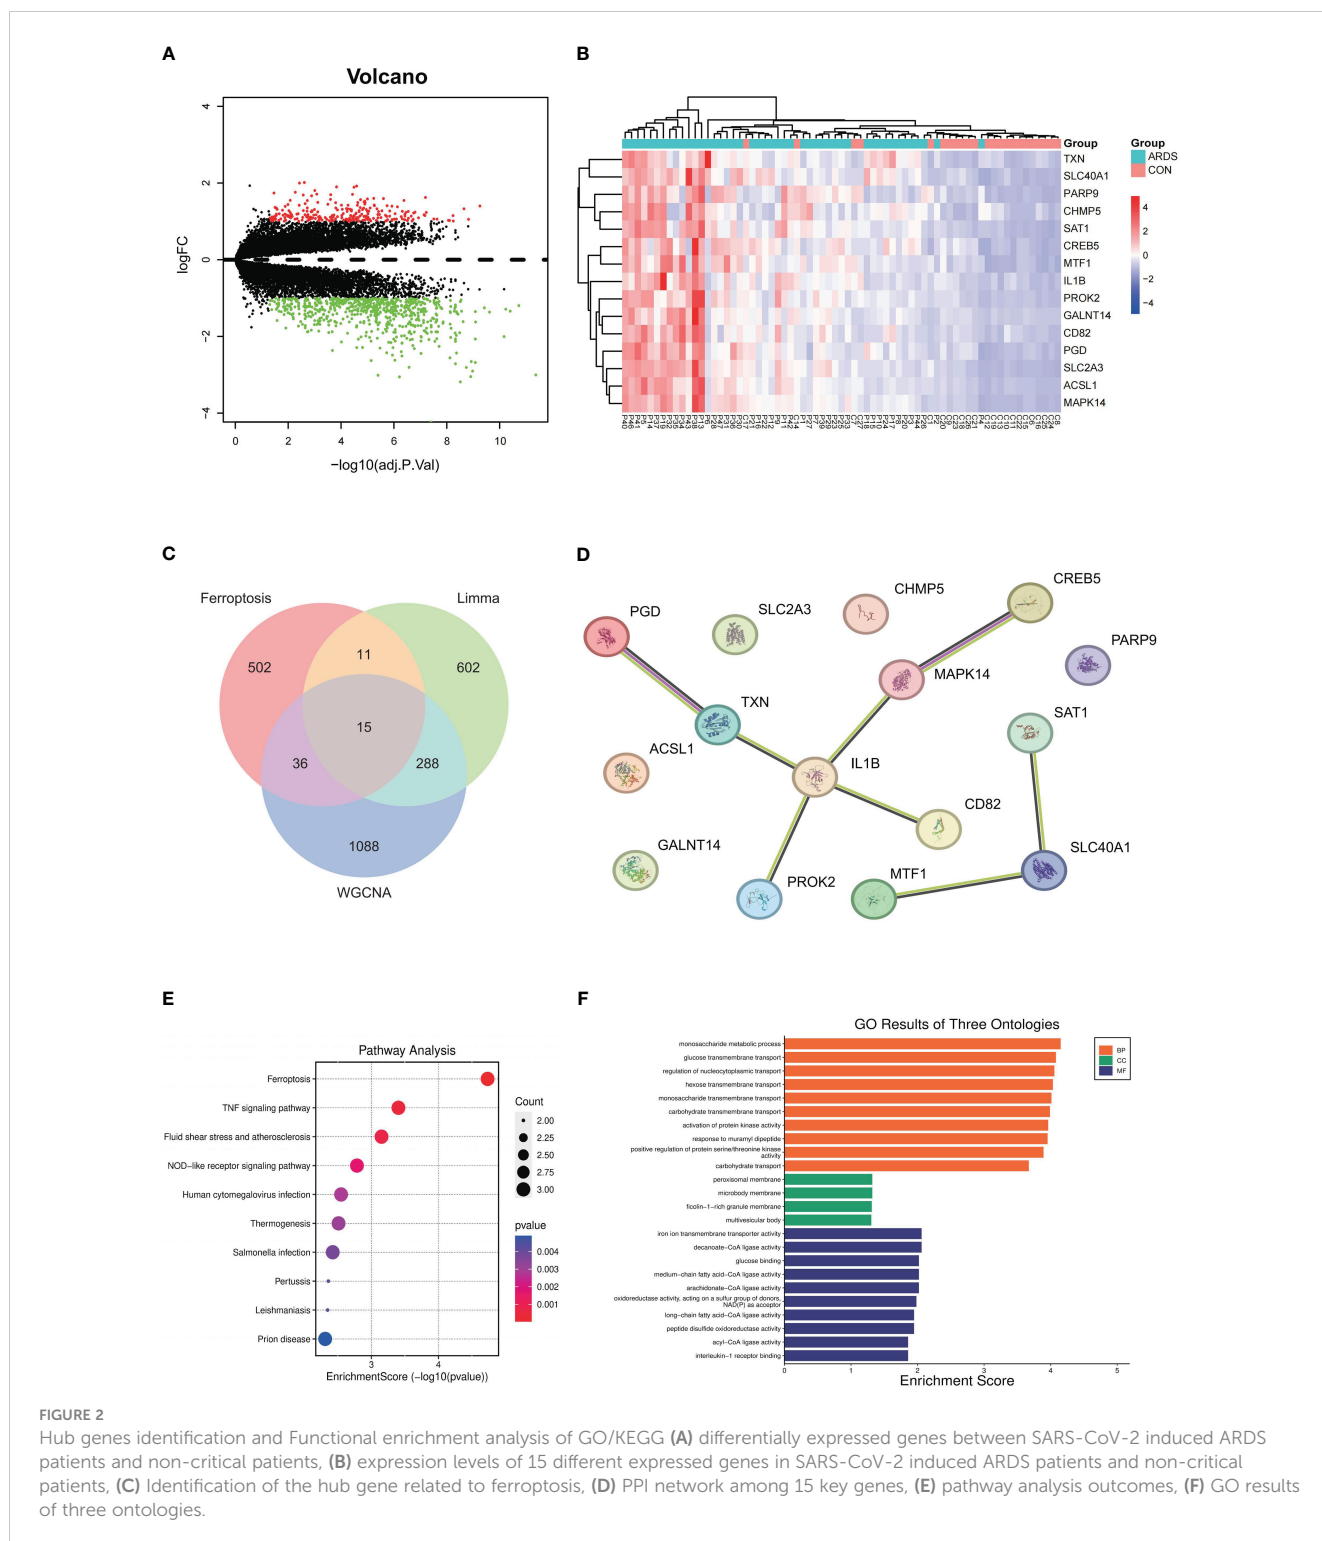 A
Volcano
logFC
4
2
0
−2
−4
0
2
4
6
8
10
−log10(adj.P.Val)
B
Group
TXN
SLC40A1
PARP9
CHMP5
SAT1
CREB5
MTF1
IL1B
PROK2
GALNT14
CD82
PGD
SLC2A3
ACSL1
MAPK14
Group
ARDS
CON
4
2
0
−2
−4
C
Ferroptosis
Limma
502
11
602
15
36
288
1088
WGCNA
D
CREB5
CHMP5
SLC2A3
PGD
PARP9
MAPK14
TXN
SAT1
ACSL1
IL1B
CD82
GALNT14
SLC40A1
PROK2
MTF1
E
Pathway Analysis
Ferroptosis
TNF signaling pathway
Fluid shear stress and atherosclerosis
NOD−like receptor signaling pathway
Human cytomegalovirus infection
Thermogenesis
Salmonella infection
Pertussis
Leishmaniasis
Prion disease
3
4
EnrichmentScore (−log10(pvalue))
Count
2.00
2.25
2.50
2.75
3.00
pvalue
0.004
0.003
0.002
0.001
F
GO Results of Three Ontologies
monosaccharide metabolic process
glucose transmembrane transport
regulation of nucleocytoplasmic transport
hexose transmembrane transport
monosaccharide transmembrane transport
carbohydrate transmembrane transport
activation of protein kinase activity
response to muramyl dipeptide
positive regulation of protein serine/threonine kinase
activity
carbohydrate transport
peroxisomal membrane
microbody membrane
ficolin−1−rich granule membrane
multivesicular body
iron ion transmembrane transporter activity
decanoate−CoA ligase activity
glucose binding
medium−chain fatty acid−CoA ligase activity
arachidonate−CoA ligase activity
oxidoreductase activity, acting on a sulfur group of donors,
NAD(P) as acceptor
long−chain fatty acid−CoA ligase activity
peptide disulfide oxidoreductase activity
acyl−CoA ligase activity
interleukin−1 receptor binding
0
1
2
3
4
5
Enrichment Score
BP
CC
MF
FIGURE 2
Hub genes identification and Functional enrichment analysis of GO/KEGG (A) differentially expressed genes between SARS-CoV-2 induced ARDS
patients and non-critical patients, (B) expression levels of 15 different expressed genes in SARS-CoV-2 induced ARDS patients and non-critical
patients, (C) Identification of the hub gene related to ferroptosis, (D) PPI network among 15 key genes, (E) pathway analysis outcomes, (F) GO results
of three ontologies.